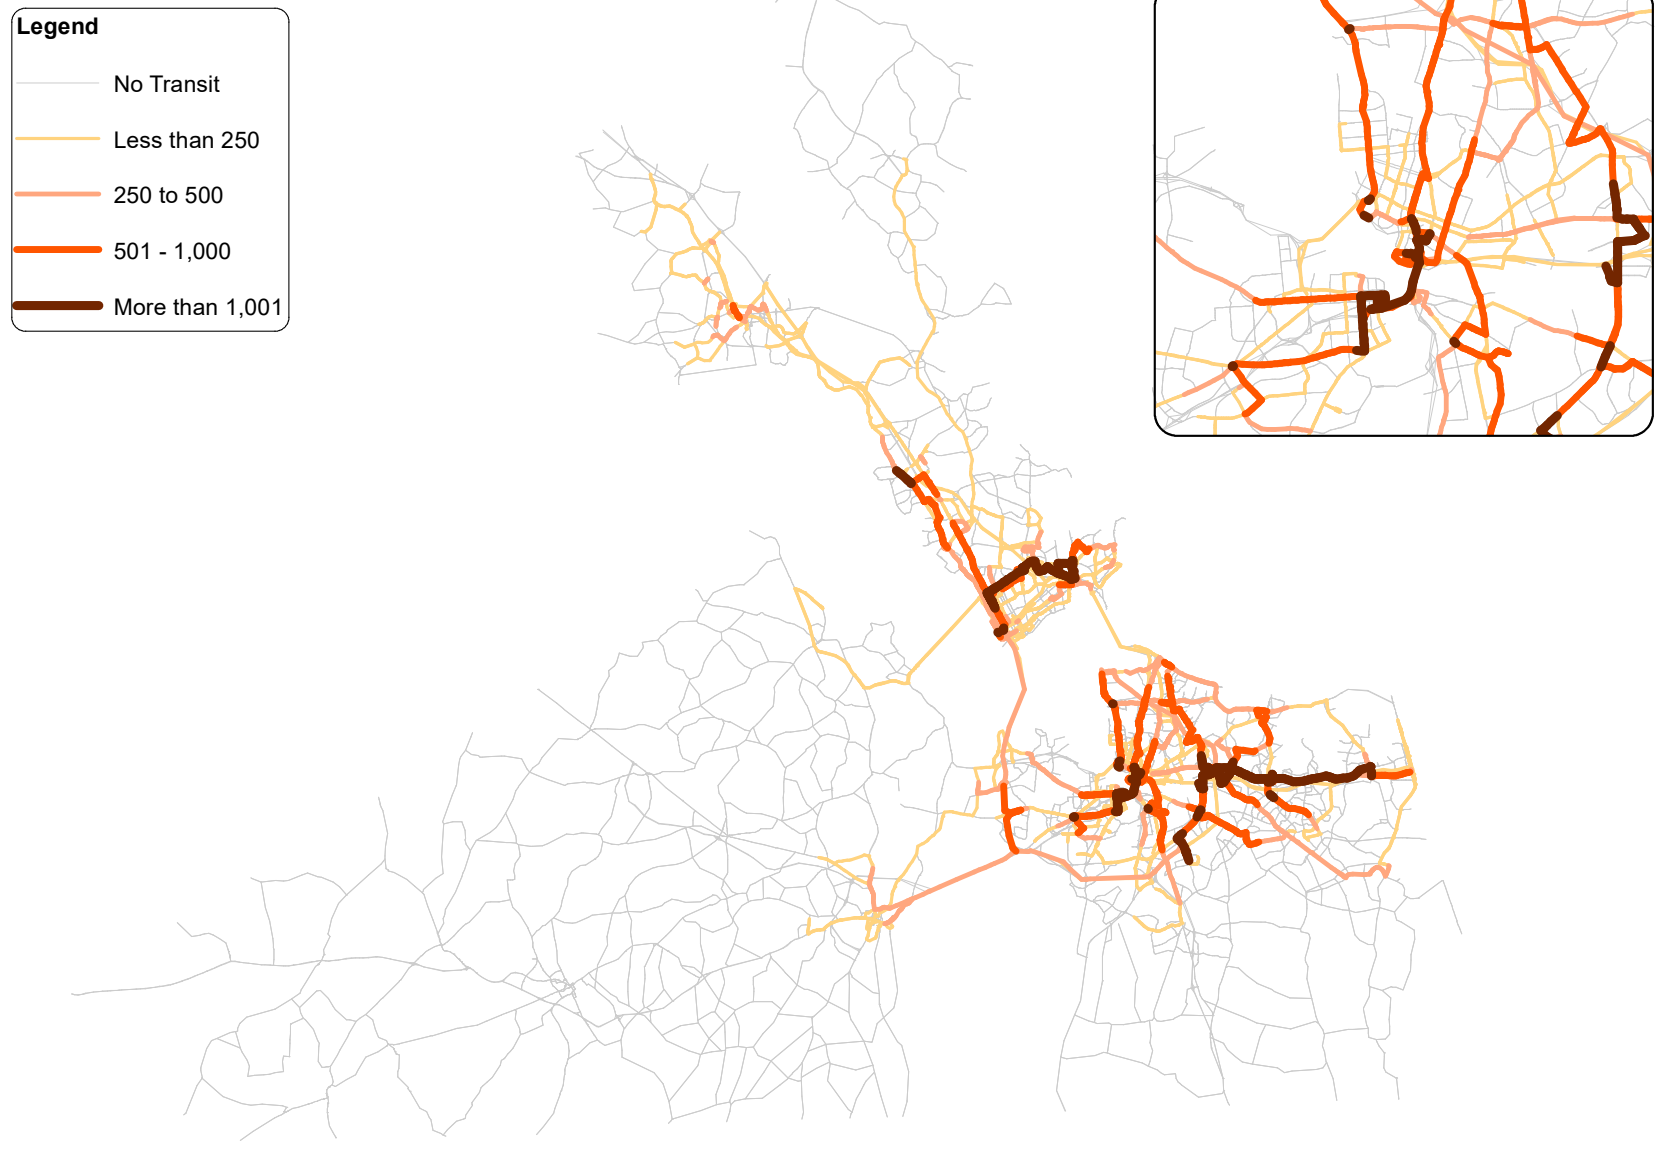 Legend
No Transit
Less than 250
250 to 500
501 - 1,000
More than 1,001